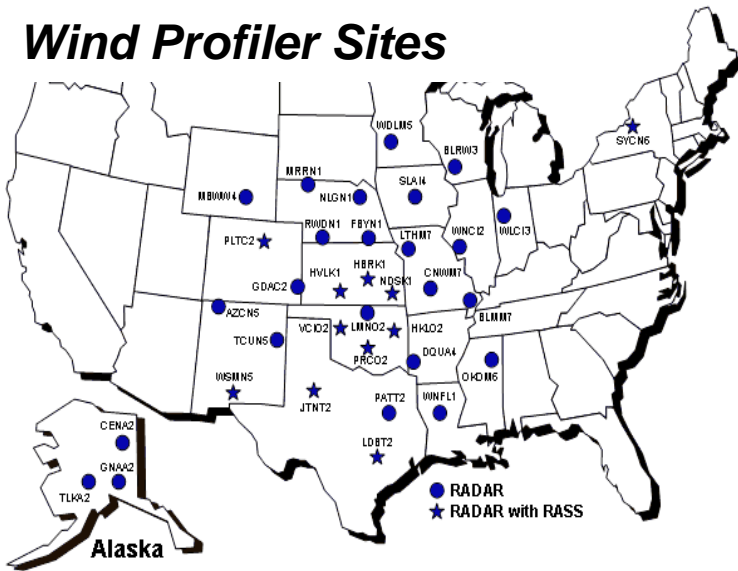 Wind Profiler Sites
WDLM5
SYCN6
BLRW3
MRRN1
SLAI4
MBWW4
NLGN1
RWDN1
FBYN1
LTHM7
WNCI2
WLCI3
PLTC2
HBRK1
HVLK1
NDSK1
CNWM7
GDAC2
AZCN5
BLMM7
VCIO2
LMNO2
HKLO2
TCUN5
PRCO2
DQUA4
OKDM6
WSMN5
JTNT2
PATT2
WNFL1
CENA2
LDBT2
GNAA2
TLKA2
RADAR
RADAR with RASS
Alaska